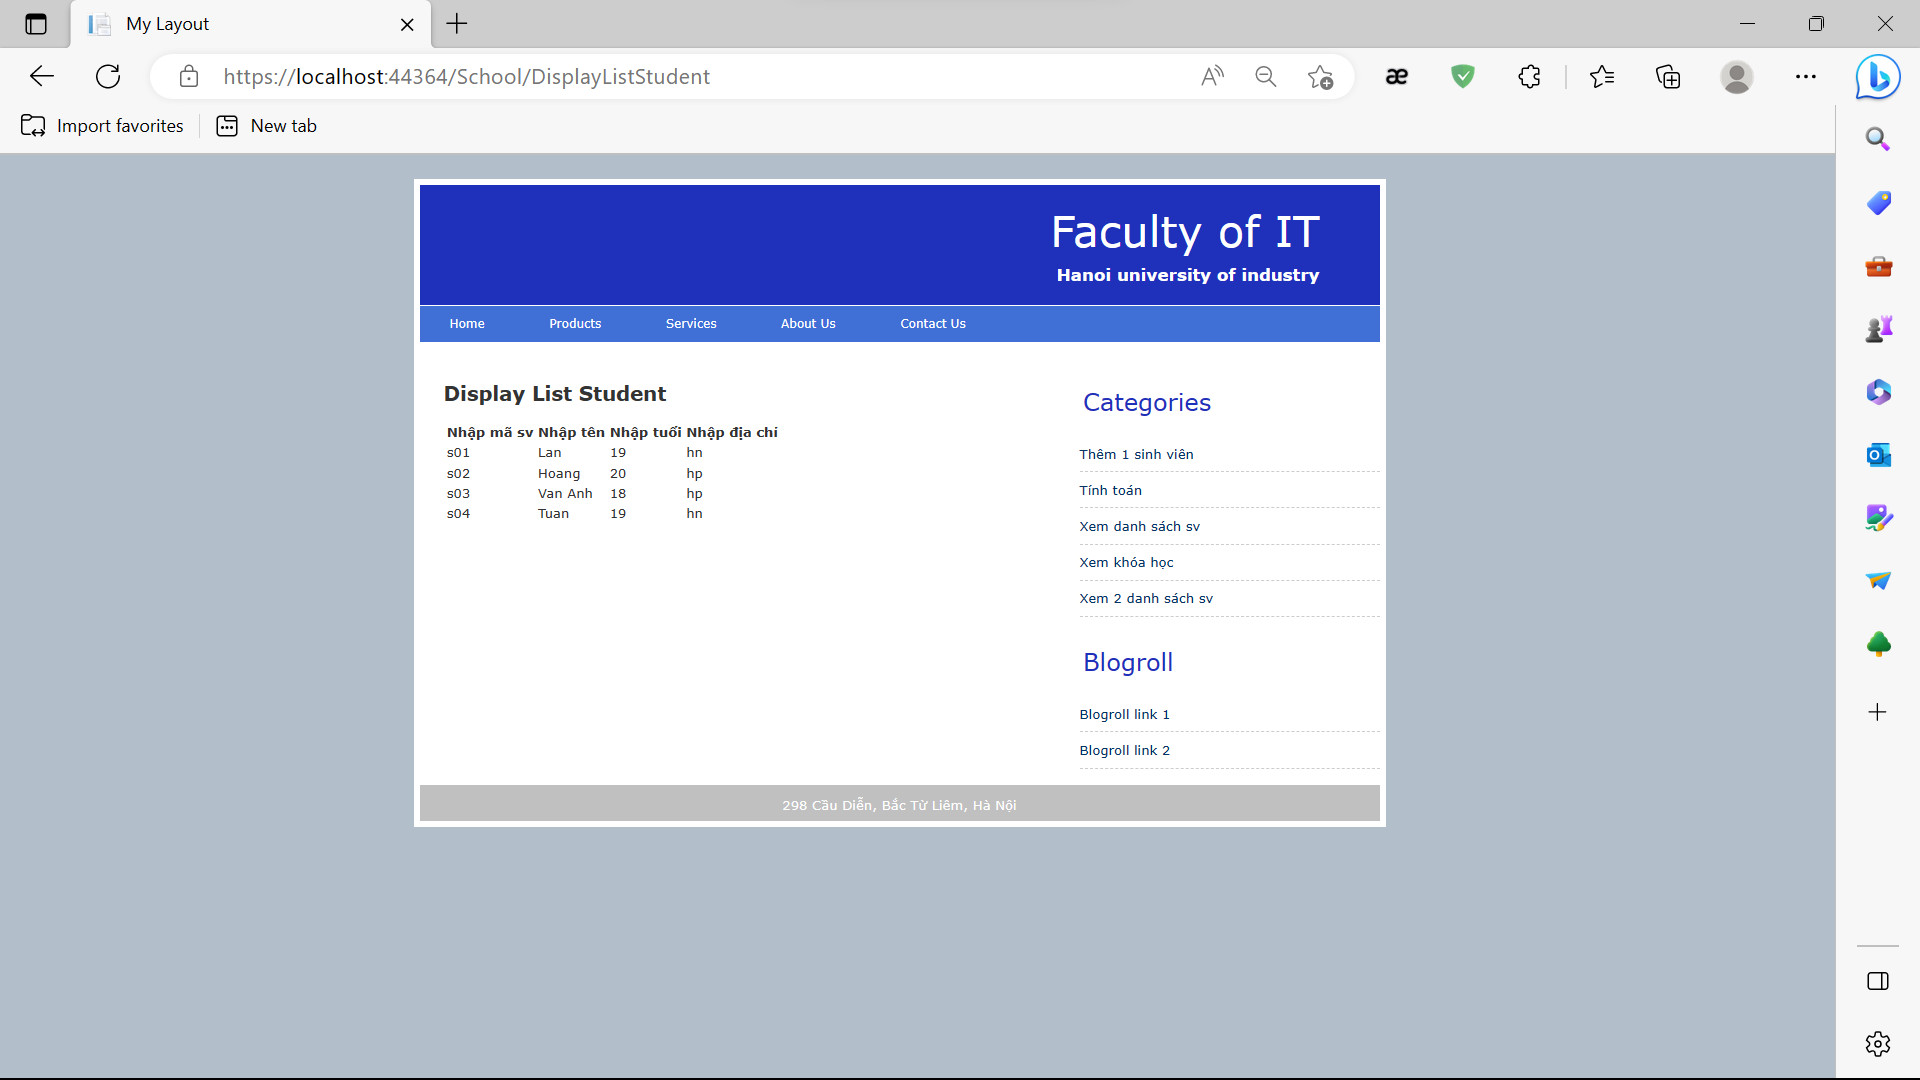 My Layout
https://localhost:44364/School/DisplayListStudent
Import favorites
New tab
Faculty of IT
Hanoi university of industry
Home Products Services About Us Contact Us
Display List Student
Nhập mã sv Nhập tên Nhập tuổi Nhập địa chỉ
s01 Lan 19 hn
s02 Hoang 20 hp
s03 Van Anh 18 hp
s04 Tuan 19 hn
Categories
Thêm 1 sinh viên
Tính toán
Xem danh sách sv
Xem khóa học
Xem 2 danh sách sv
Blogroll
Blogroll link 1
Blogroll link 2
298 Cầu Diễn, Bắc Từ Liêm, Hà Nội